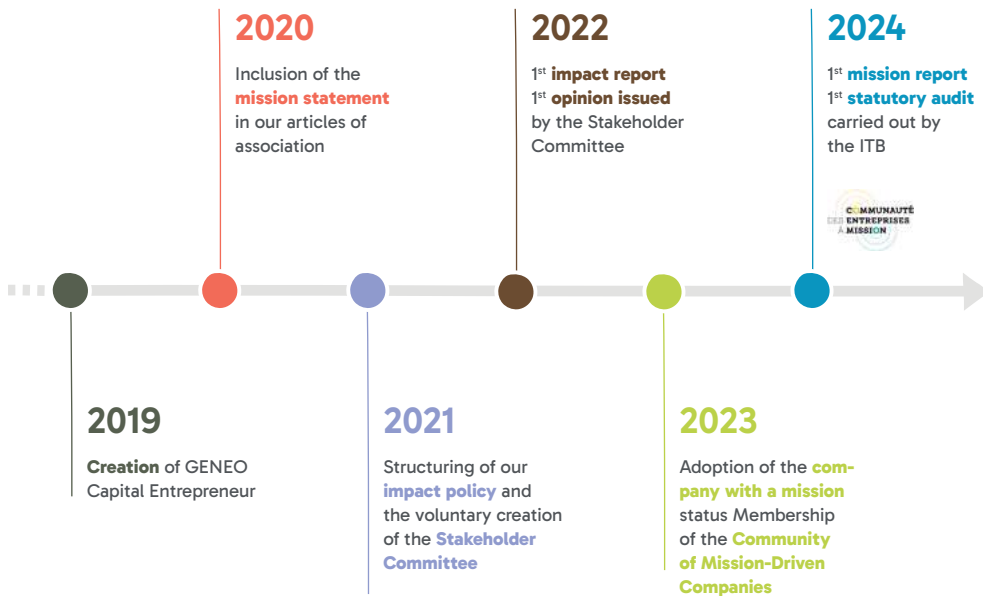 2020
Inclusion of the
mission statement
in our articles of
association
2022
1st impact report
1st opinion issued
by the Stakeholder
Committee
2024
1st mission report
1st statutory audit
carried out by
the ITB
COMMUNAUTÉ
DES ENTREPRISES
À MISSION
2019
Creation of GENEO
Capital Entrepreneur
2021
Structuring of our
impact policy and
the voluntary creation
of the Stakeholder
Committee
2023
Adoption of the com-
pany with a mission
status Membership
of the Community
of Mission-Driven
Companies